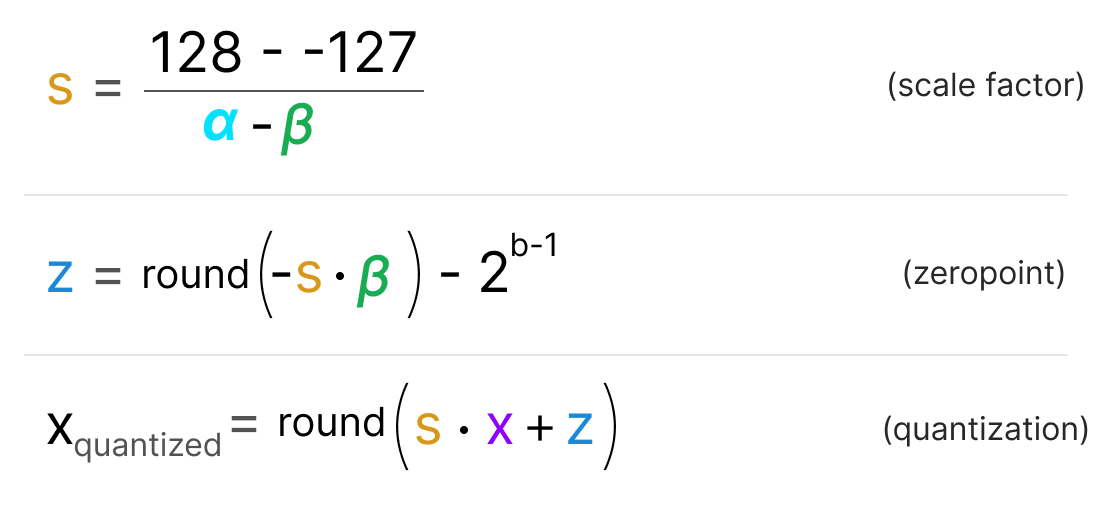 128 - -127
s = (scale factor)
α - β
z = round(-s · β) - 2^b-1 (zeropoint)
x_quantized = round(s · x + z) (quantization)